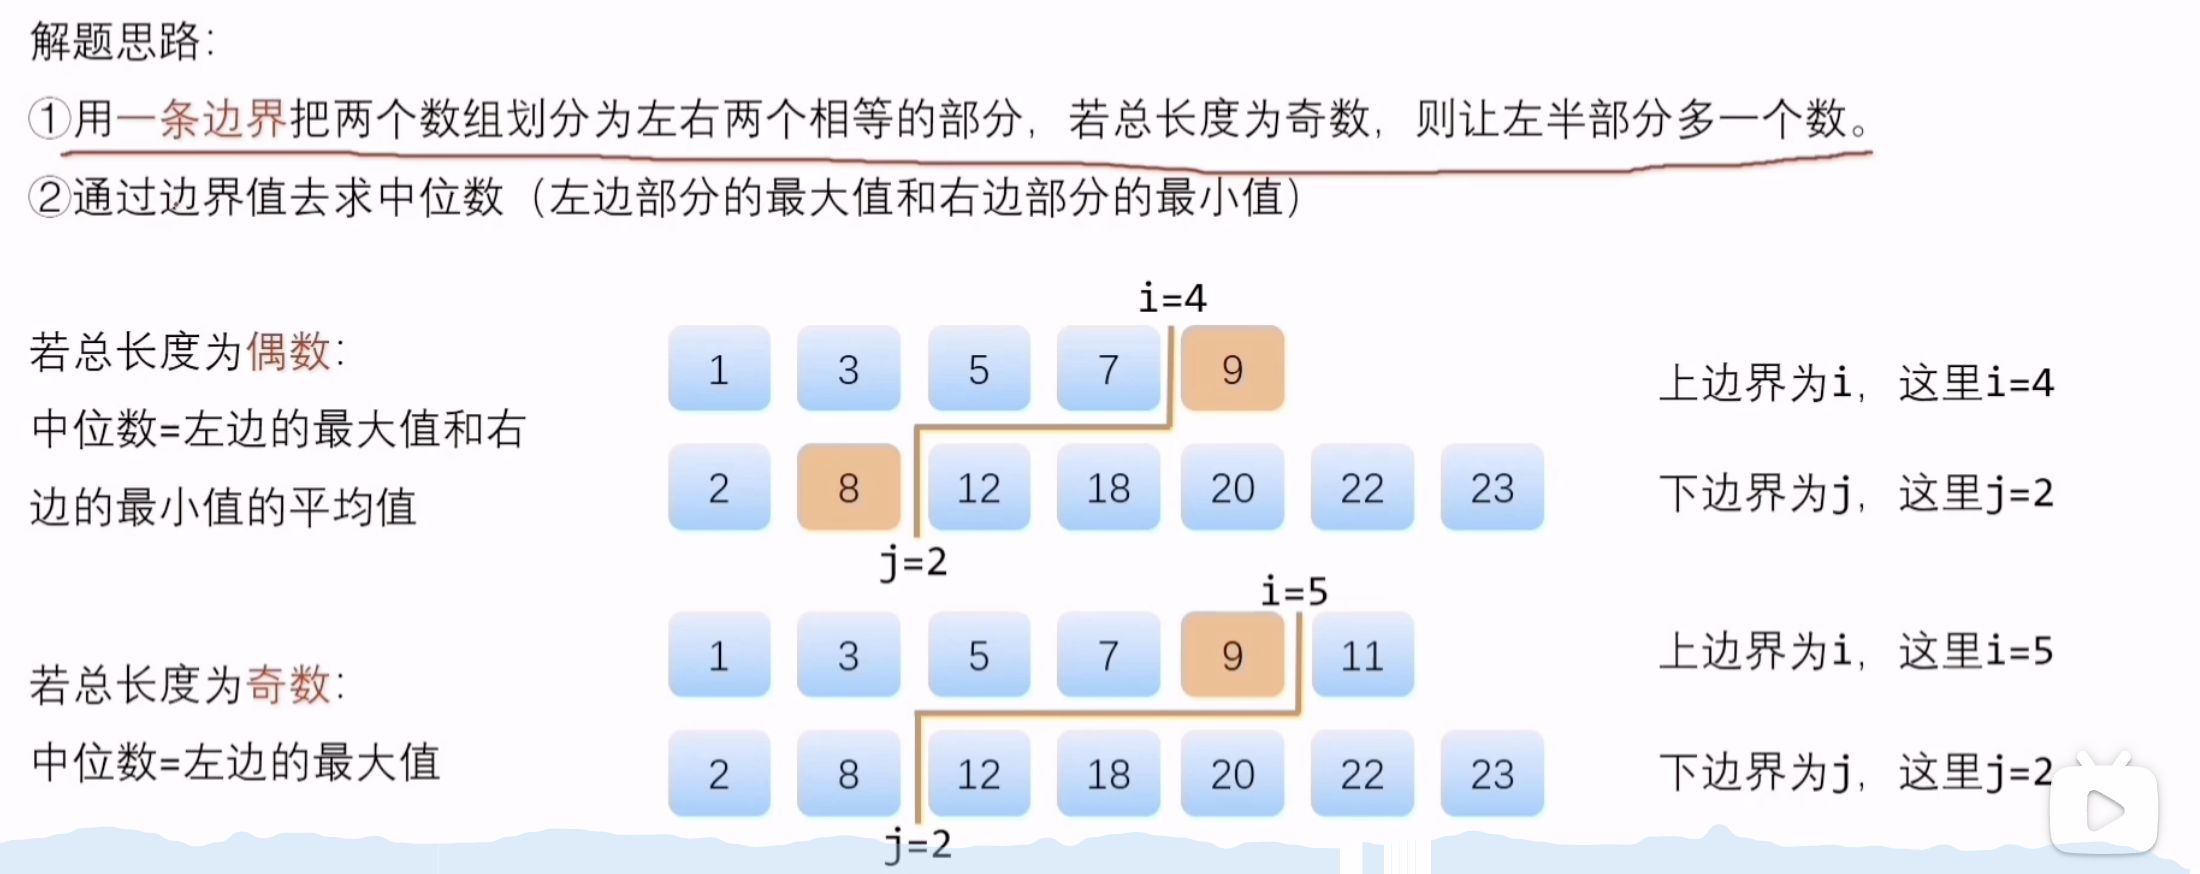 解题思路：
①用一条边界把两个数组划分为左右两个相等的部分，若总长度为奇数，则让左半部分多一个数。
②通过边界值去求中位数（左边部分的最大值和右边部分的最小值）
若总长度为偶数：
中位数=左边的最大值和右
边的最小值的平均值
i=4
1 3 5 7 9
2 8 12 18 20 22 23
j=2
上边界为i，这里i=4
下边界为j，这里j=2
若总长度为奇数：
中位数=左边的最大值
i=5
1 3 5 7 9 11
2 8 12 18 20 22 23
j=2
上边界为i，这里i=5
下边界为j，这里j=2